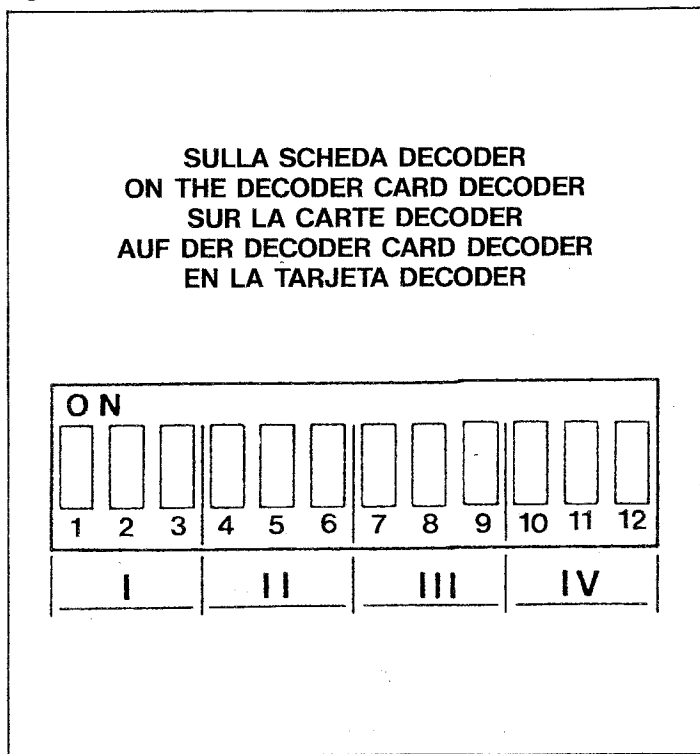 SULLA SCHEDA DECODER
ON THE DECODER CARD DECODER
SUR LA CARTE DECODER
AUF DER DECODER CARD DECODER
EN LA TARJETA DECODER
ON
1 2 3 4 5 6 7 8 9 10 11 12
I II III IV